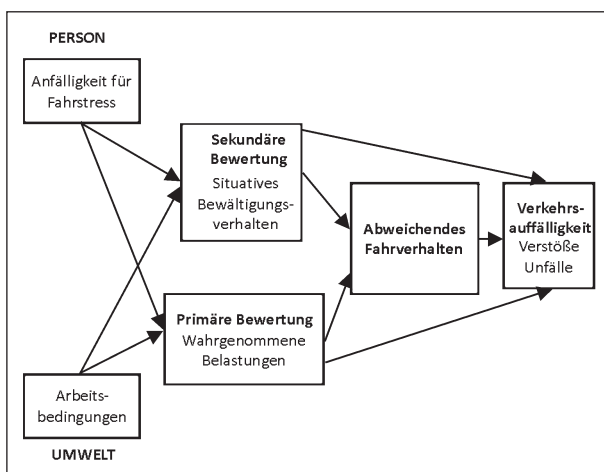 PERSON
Anfälligkeit für
Fahrstress
Sekundäre
Bewertung
Situatives
Bewältigungs-
verhalten
Abweichendes
Fahrverhalten
Verkehrs-
auffälligkeit
Verstöße
Unfälle
Primäre Bewertung
Wahrgenommene
Belastungen
Arbeits-
bedingungen
UMWELT